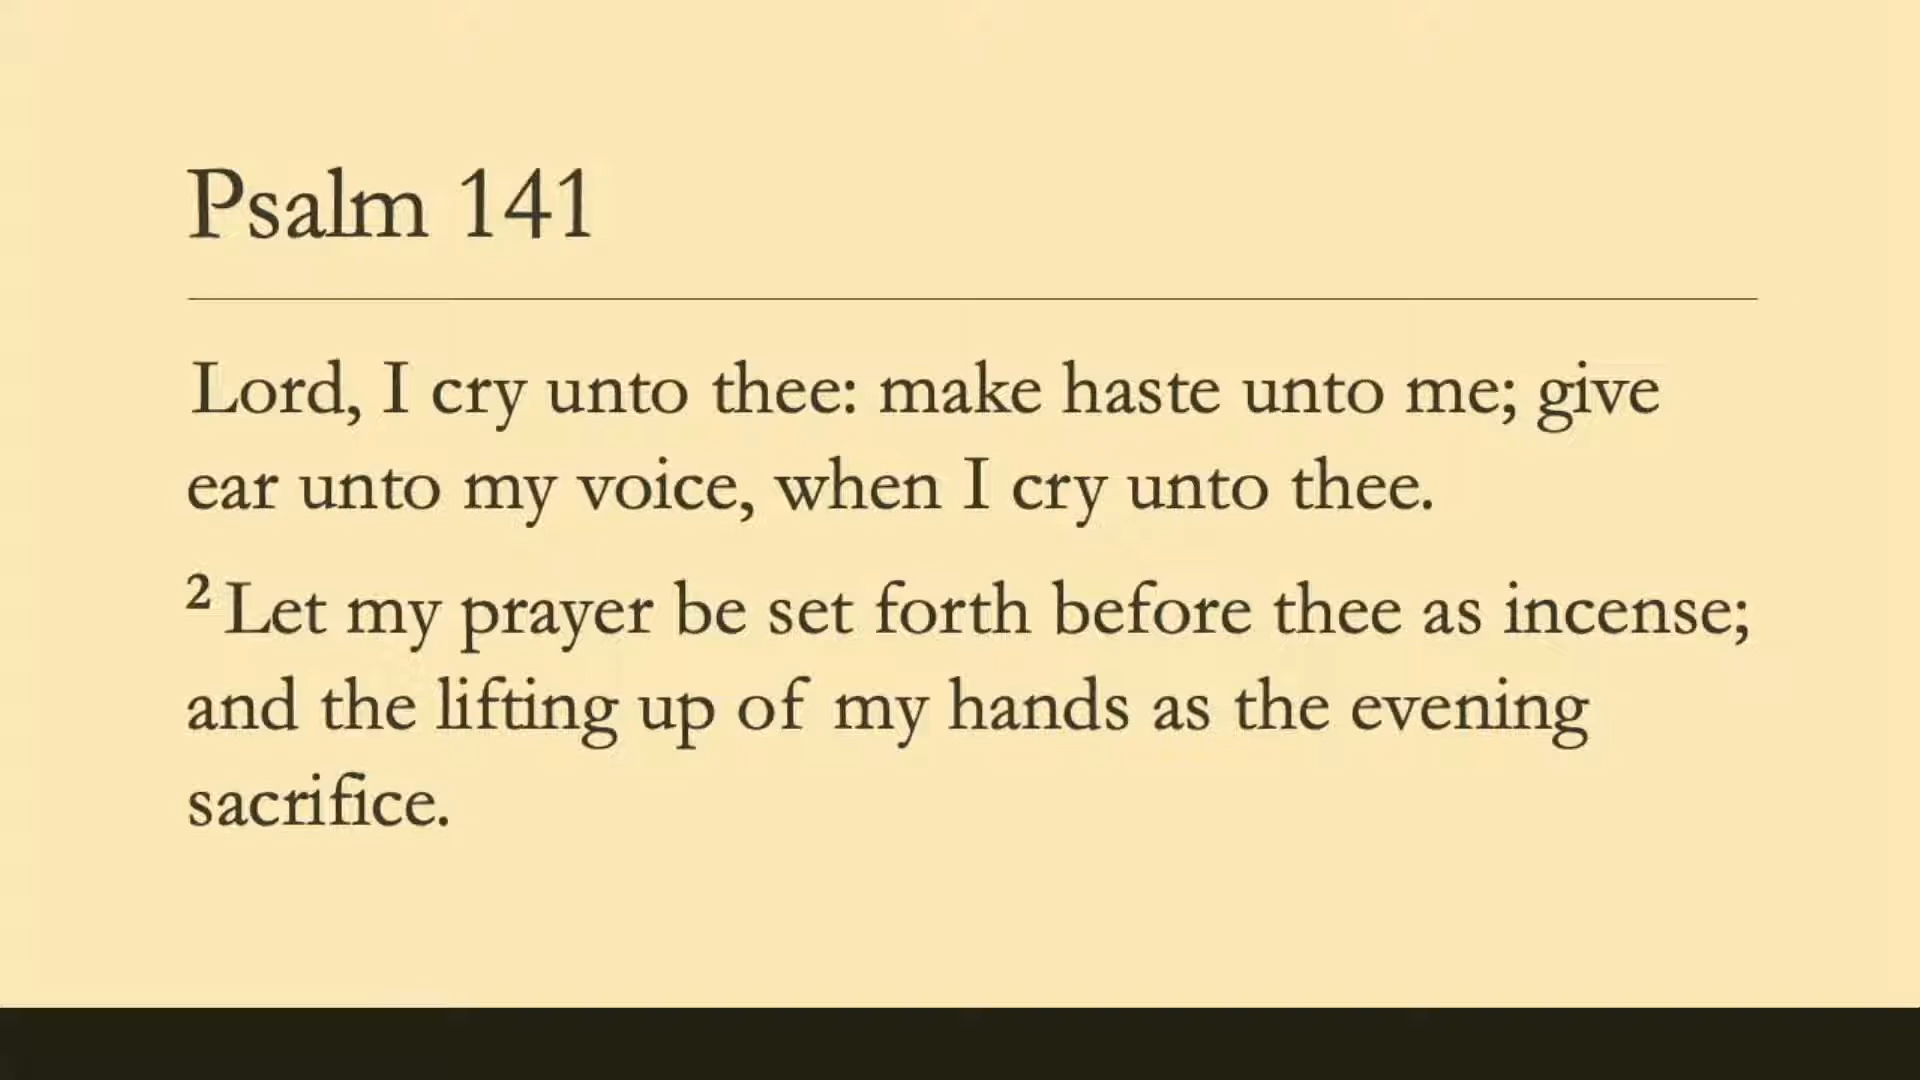 Psalm 141
Lord, I cry unto thee: make haste unto me; give
ear unto my voice, when I cry unto thee.
2 Let my prayer be set forth before thee as incense;
and the lifting up of my hands as the evening
sacrifice.